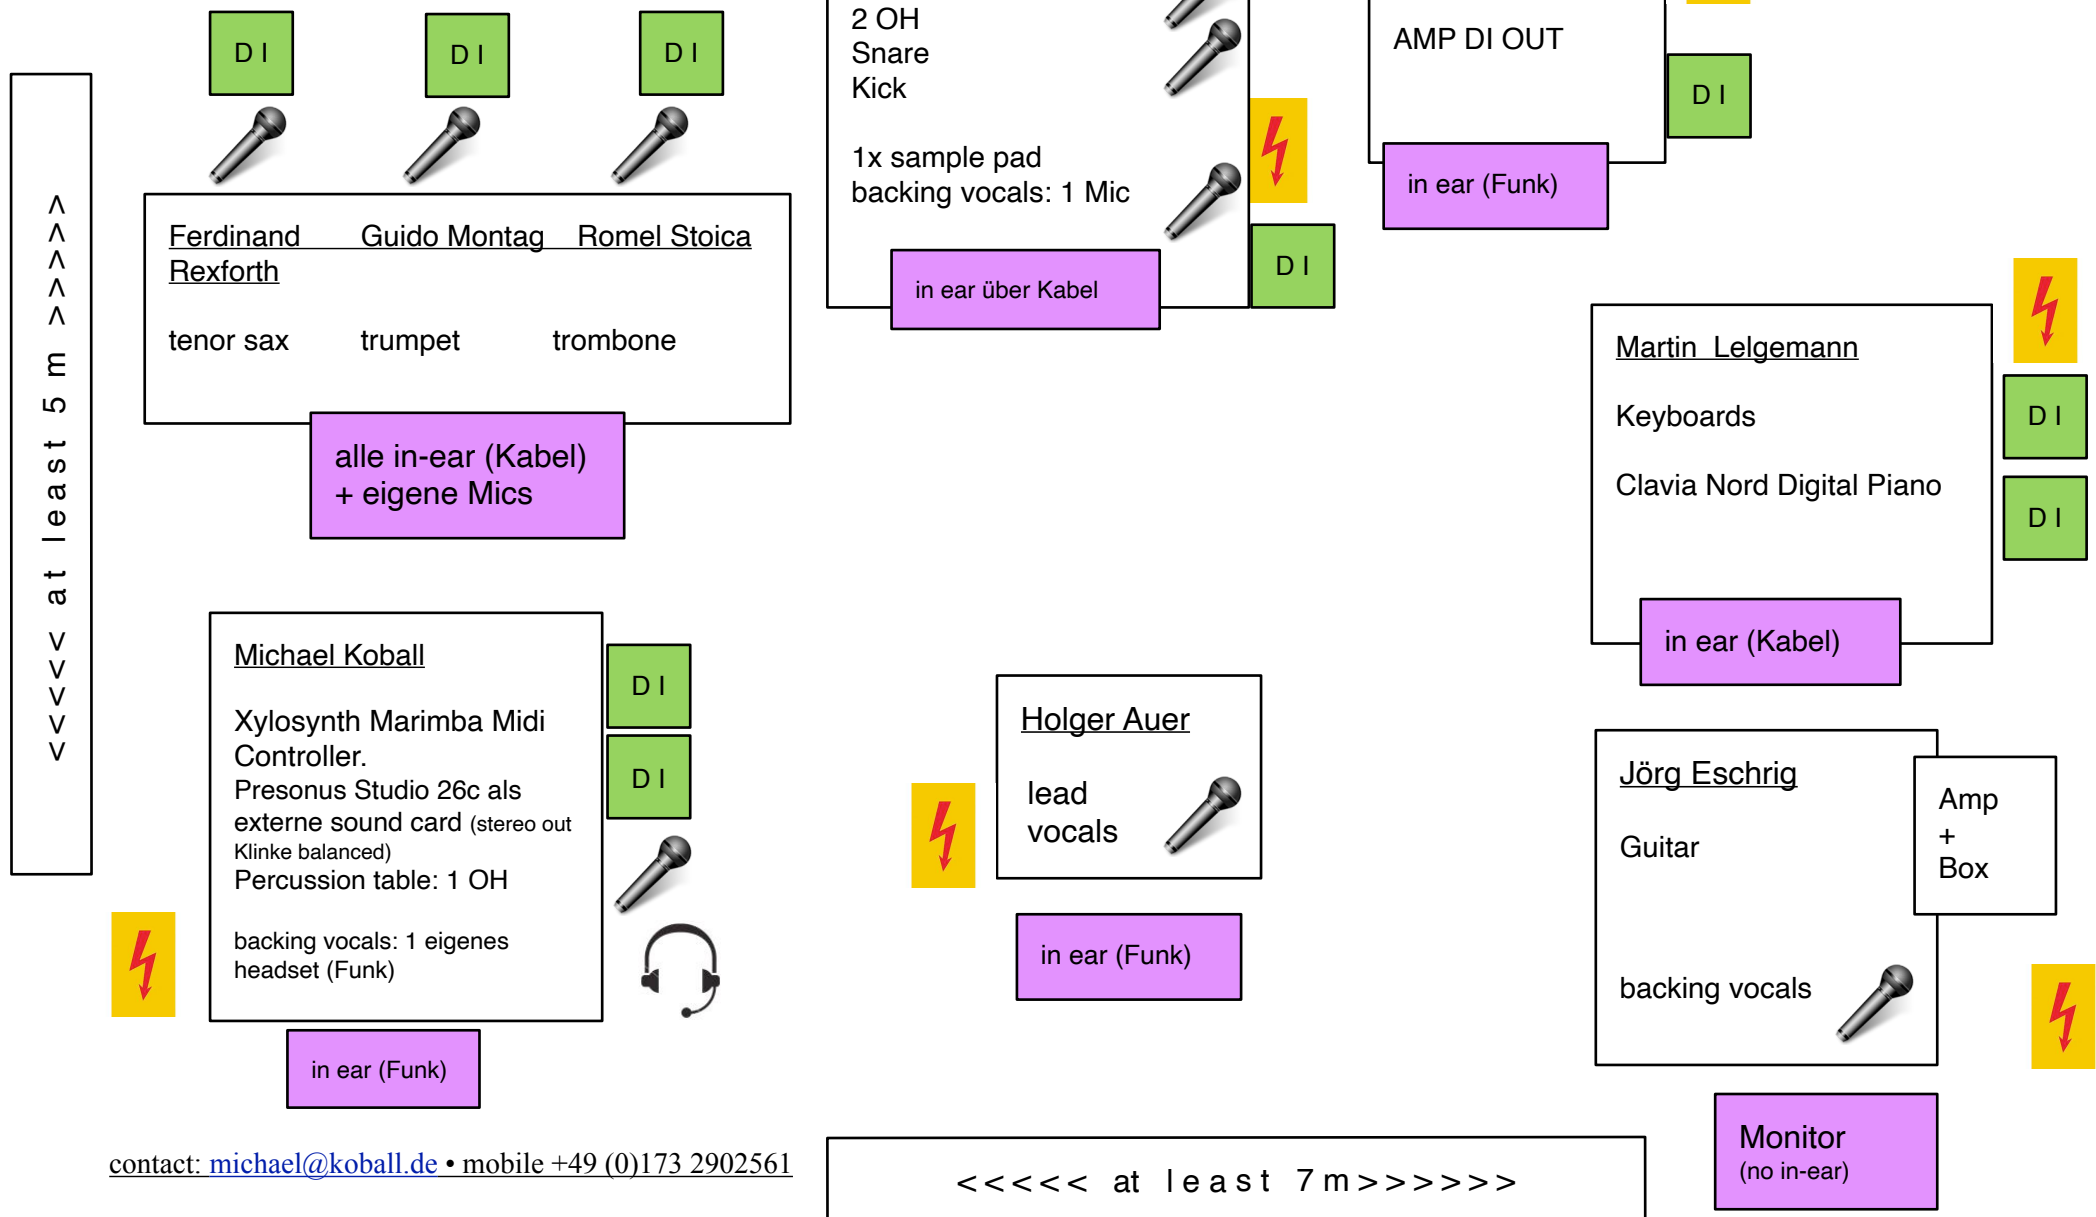 D I
D I
D I
2 OH
Snare
Kick
1x sample pad
backing vocals: 1 Mic
D I
in ear über Kabel
AMP DI OUT
D I
in ear (Funk)
<<<<<< at least 5 m >>>>>>
Ferdinand Guido Montag Romel Stoica
Rexforth
tenor sax trumpet trombone
alle in-ear (Kabel)
+ eigene Mics
Martin Lelgemann
Keyboards
Clavia Nord Digital Piano
D I
D I
in ear (Kabel)
Michael Koball
Xylosynth Marimba Midi
Controller.
Presonus Studio 26c als
externe sound card (stereo out
Klinke balanced)
Percussion table: 1 OH
backing vocals: 1 eigenes
headset (Funk)
D I
D I
in ear (Funk)
Holger Auer
lead
vocals
in ear (Funk)
Jörg Eschrig
Guitar
backing vocals
Amp
+
Box
Monitor
(no in-ear)
contact: michael@koball.de • mobile +49 (0)173 2902561
<<<<< at least 7m>>>>>>